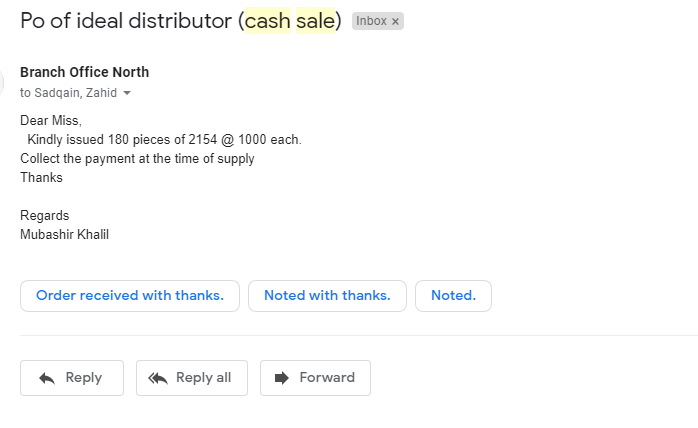 Po of ideal distributor (cash sale) Inbox x
Branch Office North
to Sadqain, Zahid
Dear Miss,
Kindly issued 180 pieces of 2154 @ 1000 each.
Collect the payment at the time of supply
Thanks
Regards
Mubashir Khalil
Order received with thanks. Noted with thanks. Noted.
Reply Reply all Forward